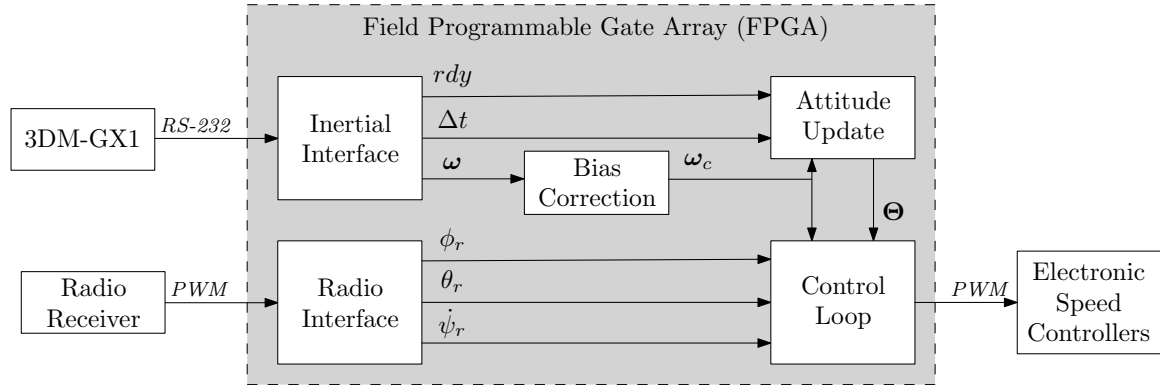 Field Programmable Gate Array (FPGA)
3DM-GX1
RS-232
Inertial
Interface
rdy
Δt
ω
Bias
Correction
ω_c
Attitude
Update
Θ
Radio
Receiver
PWM
Radio
Interface
ϕ_r
θ_r
ψ̇_r
Control
Loop
PWM
Electronic
Speed
Controllers